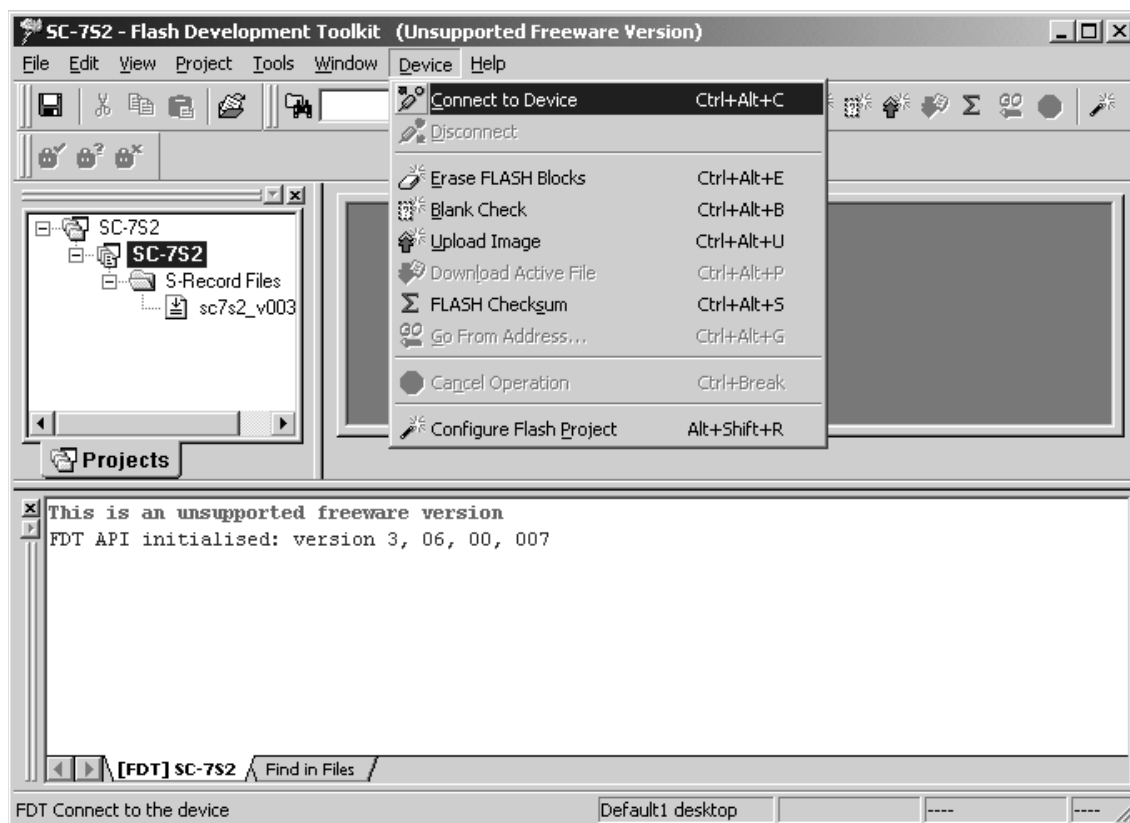 SC-7S2 - Flash Development Toolkit (Unsupported Freeware Version)
File Edit View Project Tools Window Device Help
Connect to Device Ctrl+Alt+C
Disconnect
Erase FLASH Blocks Ctrl+Alt+E
Blank Check Ctrl+Alt+B
Upload Image Ctrl+Alt+U
Download Active File Ctrl+Alt+P
FLASH Checksum Ctrl+Alt+S
Go From Address... Ctrl+Alt+G
Cancel Operation Ctrl+Break
Configure Flash Project Alt+Shift+R
SC-7S2
SC-7S2
S-Record Files
sc7s2_v003
Projects
This is an unsupported freeware version
FDT API initialised: version 3, 06, 00, 007
[FDT] SC-7S2 Find in Files
FDT Connect to the device Default1 desktop ---- ----